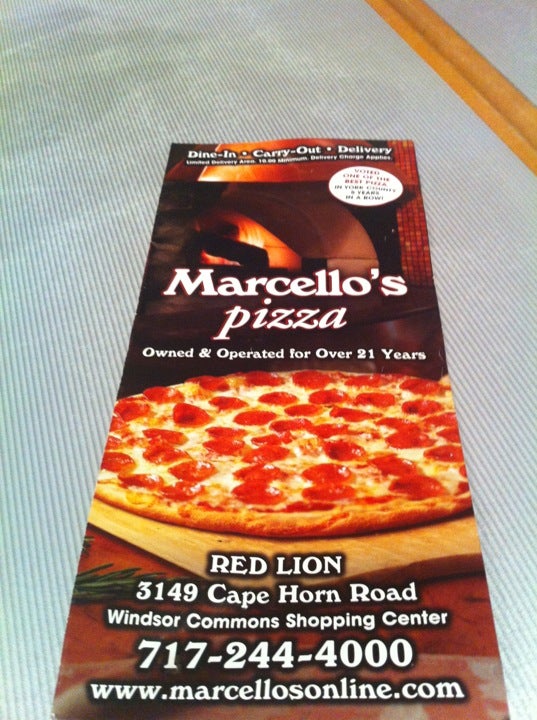 Dine-In • Carry-Out • Delivery
Limited Delivery Area. 10.00 Minimum. Delivery Charge Applies.
VOTED
ONE OF THE
BEST PIZZA
IN YORK COUNTY
9 YEARS
IN A ROW!
Marcello's
pizza
Owned & Operated for Over 21 Years
RED LION
3149 Cape Horn Road
Windsor Commons Shopping Center
717-244-4000
www.marcellosonline.com